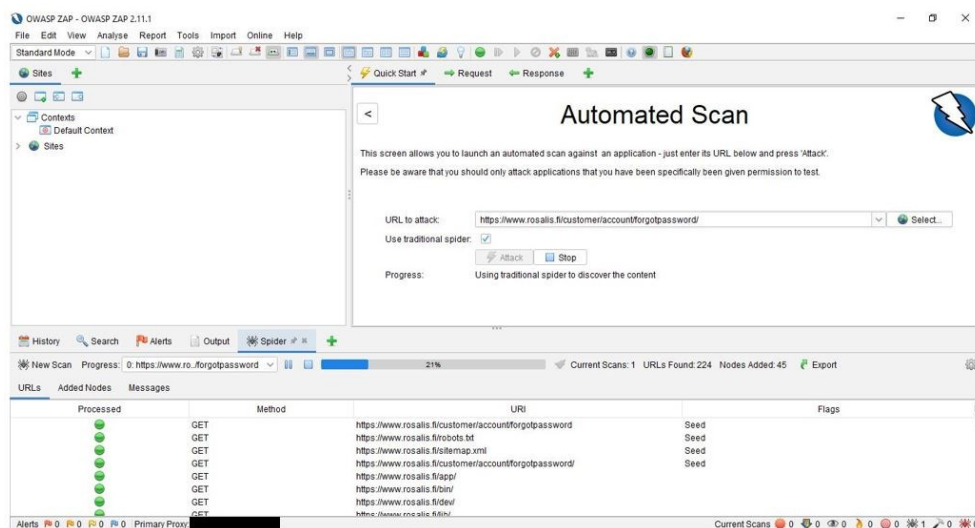 OWASP ZAP - OWASP ZAP 2.11.1
File Edit View Analyse Report Tools Import Online Help
Standard Mode
Sites
Quick Start Request Response
Contexts
Default Context
Sites
<
Automated Scan
This screen allows you to launch an automated scan against an application - just enter its URL below and press 'Attack'.
Please be aware that you should only attack applications that you have been specifically been given permission to test.
URL to attack: https://www.rosalis.fi/customer/account/forgotpassword/ Select...
Use traditional spider:
Attack Stop
Progress: Using traditional spider to discover the content
History Search Alerts Output Spider
New Scan Progress: 0: https://www.ro../forgotpassword 21% Current Scans: 1 URLs Found: 224 Nodes Added: 45 Export
URLs Added Nodes Messages
Processed Method URI Flags
GET https://www.rosalis.fi/customer/account/forgotpassword Seed
GET https://www.rosalis.fi/robots.txt Seed
GET https://www.rosalis.fi/sitemap.xml Seed
GET https://www.rosalis.fi/customer/account/forgotpassword/ Seed
GET https://www.rosalis.fi/app/
GET https://www.rosalis.fi/bin/
GET https://www.rosalis.fi/dev/
GET https://www.rosalis.fi/lib/
Alerts 0 0 0 0 Primary Proxy: Current Scans 0 0 0 0 0 1 0